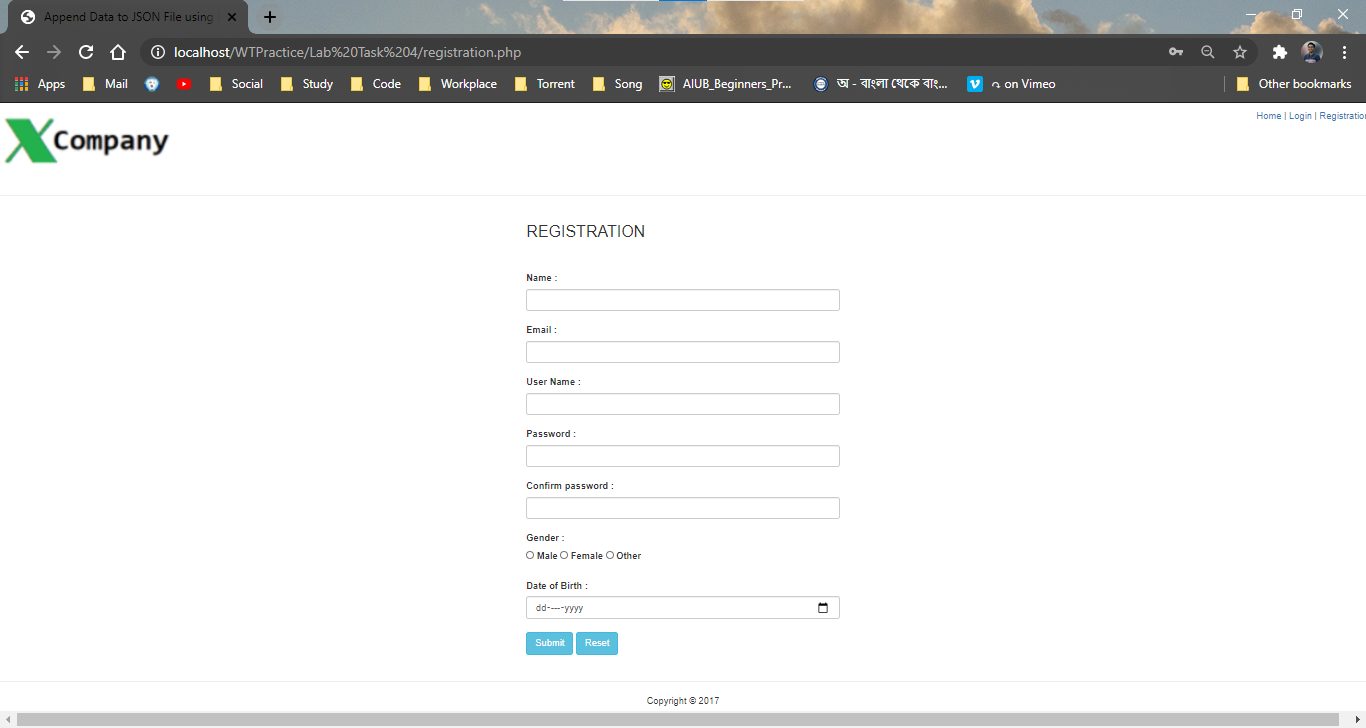 Append Data to JSON File using
localhost/WTPractice/Lab%20Task%204/registration.php
Apps Mail Social Study Code Workplace Torrent Song AIUB_Beginners_Pr... অ - বাংলা থেকে বাং... on Vimeo Other bookmarks
XCompany
Home | Login | Registration
REGISTRATION
Name :
Email :
User Name :
Password :
Confirm password :
Gender :
Male Female Other
Date of Birth :
dd-----yyyy
Submit Reset
Copyright © 2017